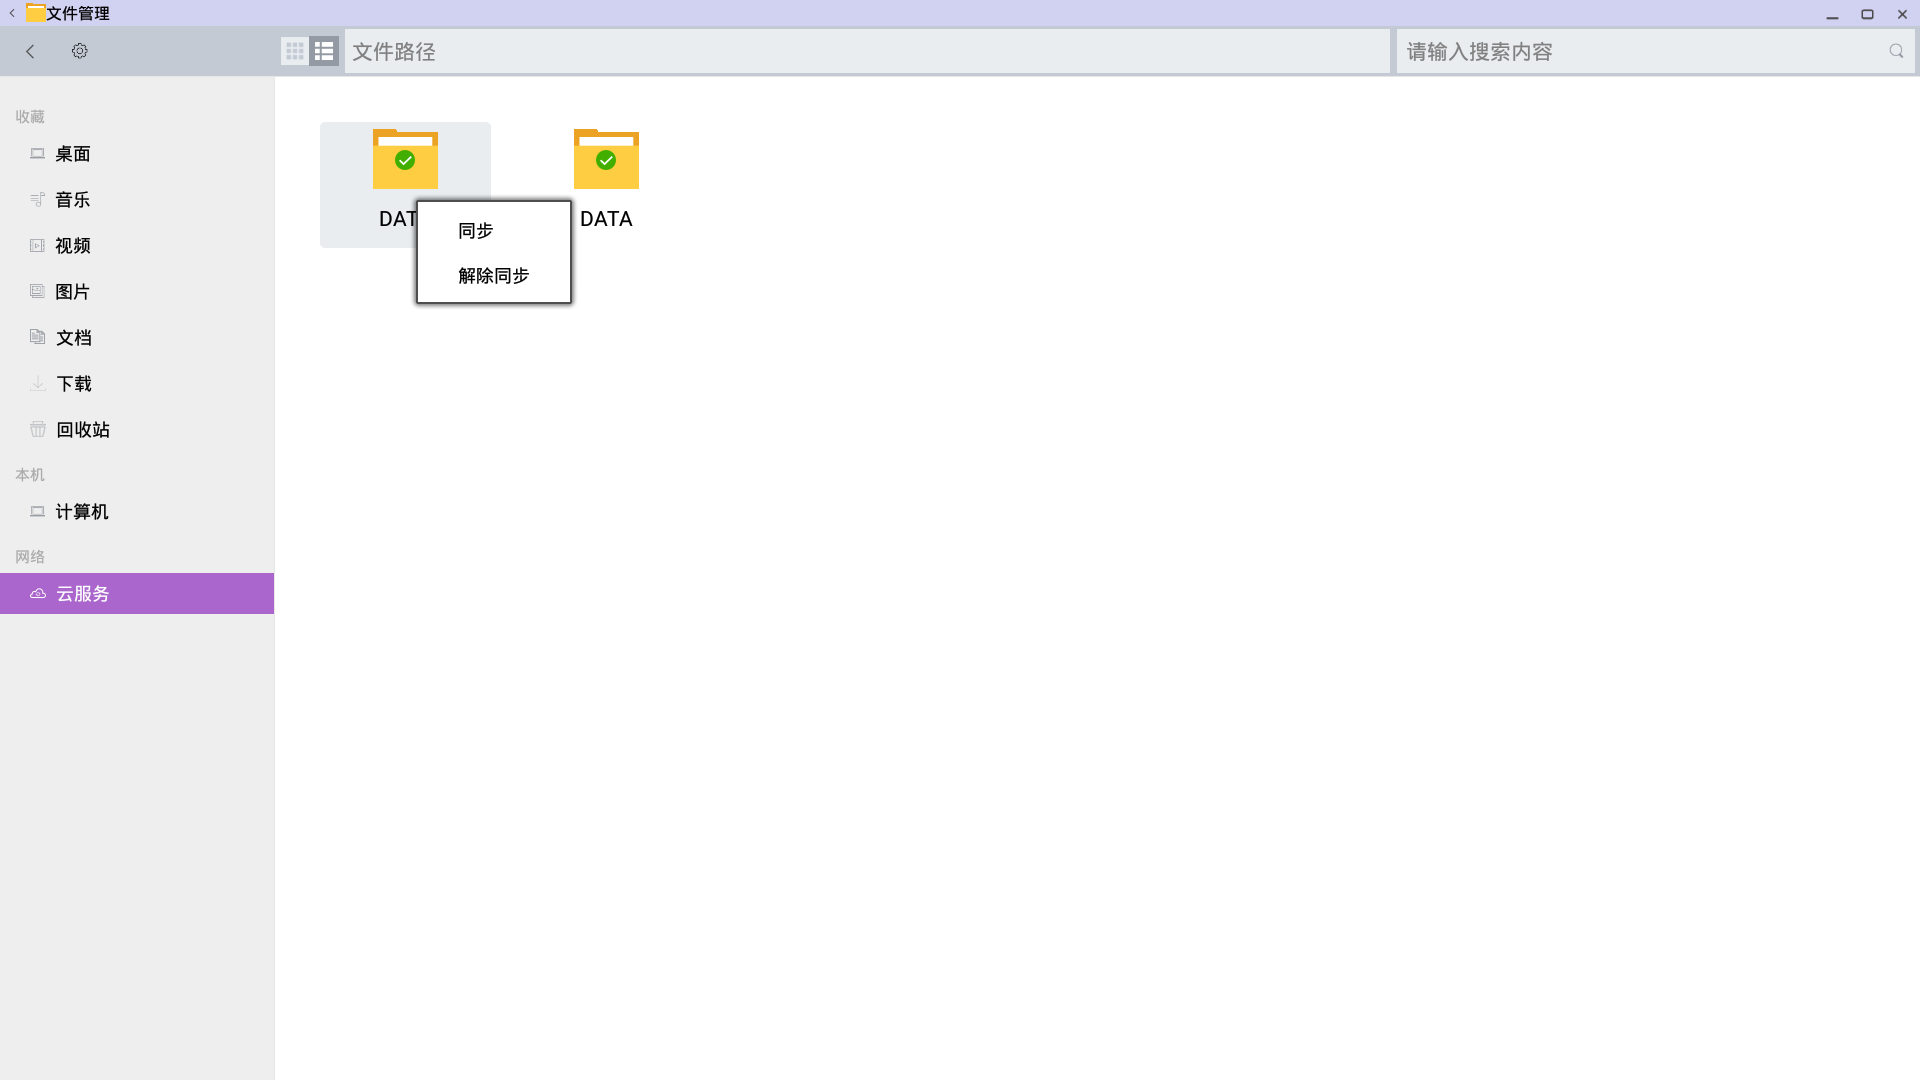 文件管理
文件路径
请输入搜索内容
收藏
桌面
音乐
视频
图片
文档
下载
回收站
本机
计算机
网络
云服务
DAT
DATA
同步
解除同步